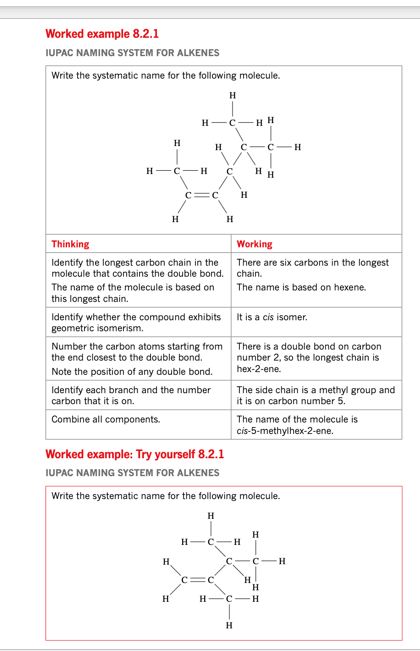 Worked example 8.2.1
IUPAC NAMING SYSTEM FOR ALKENES
Write the systematic name for the following molecule.
H
H — C — H H
H H C — C — H
H — C — H C H H
C = C H
H H
Thinking Working
Identify the longest carbon chain in the
molecule that contains the double bond.
The name of the molecule is based on
this longest chain.
There are six carbons in the longest
chain.
The name is based on hexene.
Identify whether the compound exhibits
geometric isomerism.
It is a cis isomer.
Number the carbon atoms starting from
the end closest to the double bond.
Note the position of any double bond.
There is a double bond on carbon
number 2, so the longest chain is
hex-2-ene.
Identify each branch and the number
carbon that it is on.
The side chain is a methyl group and
it is on carbon number 5.
Combine all components.
The name of the molecule is
cis-5-methylhex-2-ene.
Worked example: Try yourself 8.2.1
IUPAC NAMING SYSTEM FOR ALKENES
Write the systematic name for the following molecule.
H
H — C — H H
H C — C — H
C = C H H
H H — C — H
H